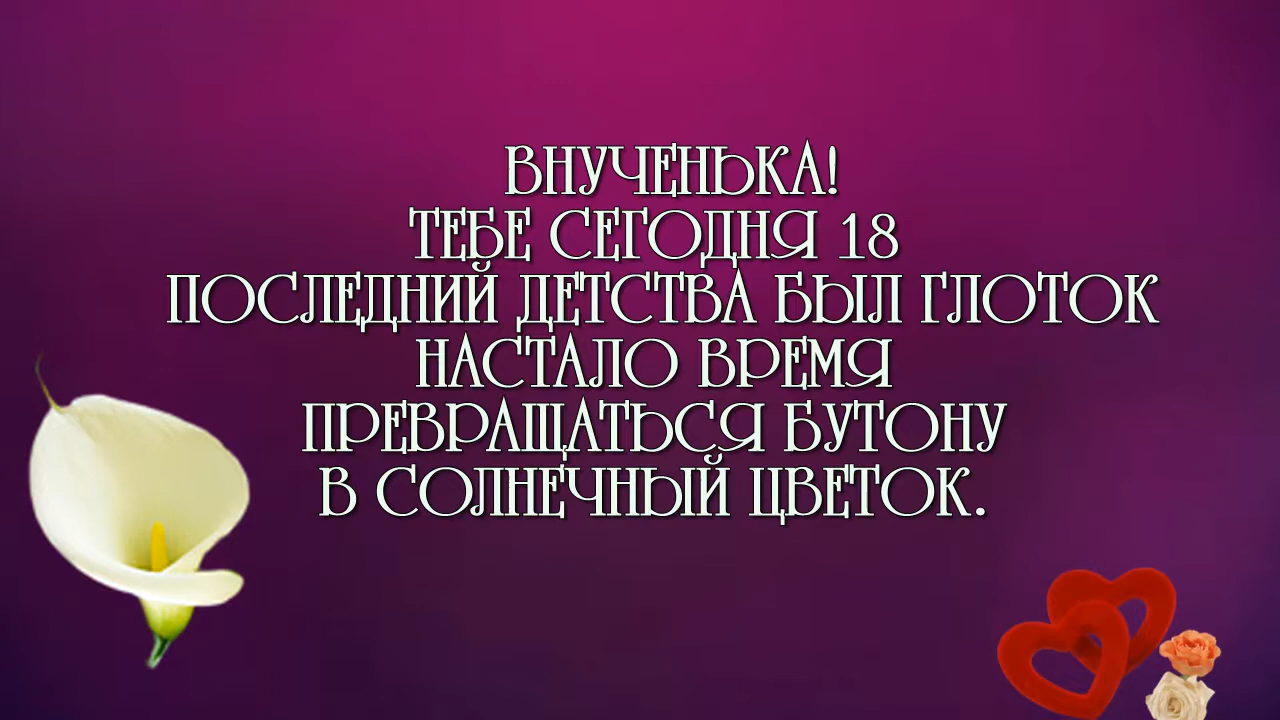 ВНУЧЕНЬКА!
ТЕБЕ СЕГОДНЯ 18
ПОСЛЕДНИЙ ДЕТСТВА БЫЛ ГЛОТОК
НАСТАЛО ВРЕМЯ
ПРЕВРАЩАТЬСЯ БУТОНУ
В СОЛНЕЧНЫЙ ЦВЕТОК.